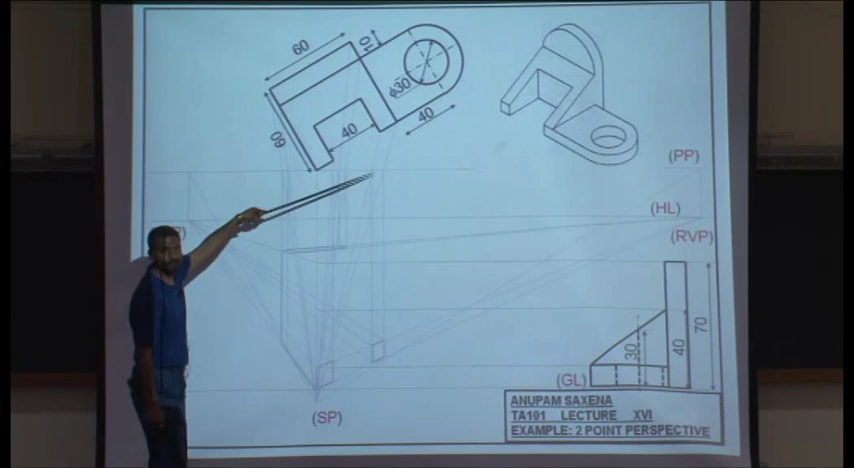 60
10
ϕ30
40
60
40
(PP)
(HL)
(RVP)
70
40
30
(GL)
(SP)
ANUPAM SAXENA
TA101 LECTURE XVI
EXAMPLE: 2 POINT PERSPECTIVE